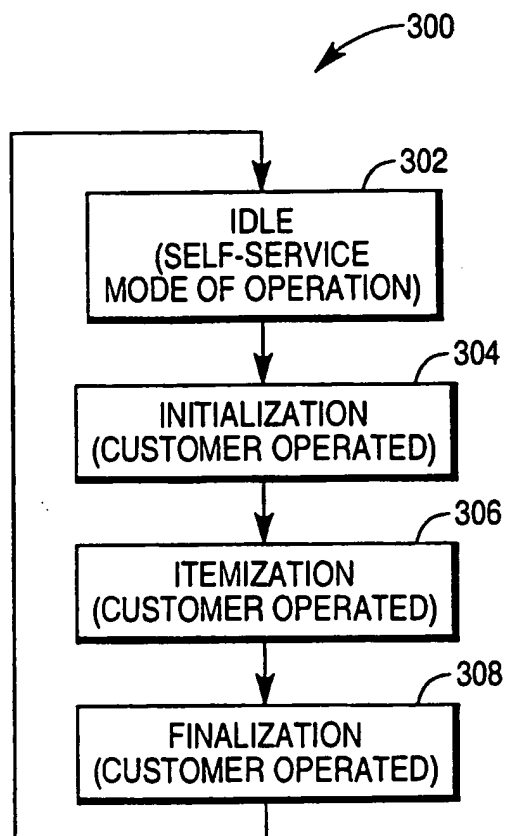 300
302
IDLE
(SELF-SERVICE
MODE OF OPERATION)
304
INITIALIZATION
(CUSTOMER OPERATED)
306
ITEMIZATION
(CUSTOMER OPERATED)
308
FINALIZATION
(CUSTOMER OPERATED)